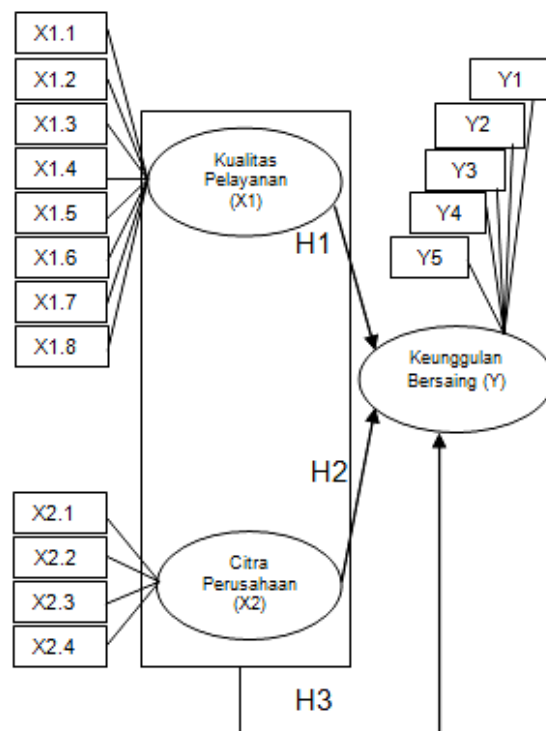 X1.1
X1.2
X1.3
X1.4
X1.5
X1.6
X1.7
X1.8
Kualitas
Pelayanan
(X1)
H1
Y1
Y2
Y3
Y4
Y5
Keunggulan
Bersaing (Y)
H2
X2.1
X2.2
X2.3
X2.4
Citra
Perusahaan
(X2)
H3